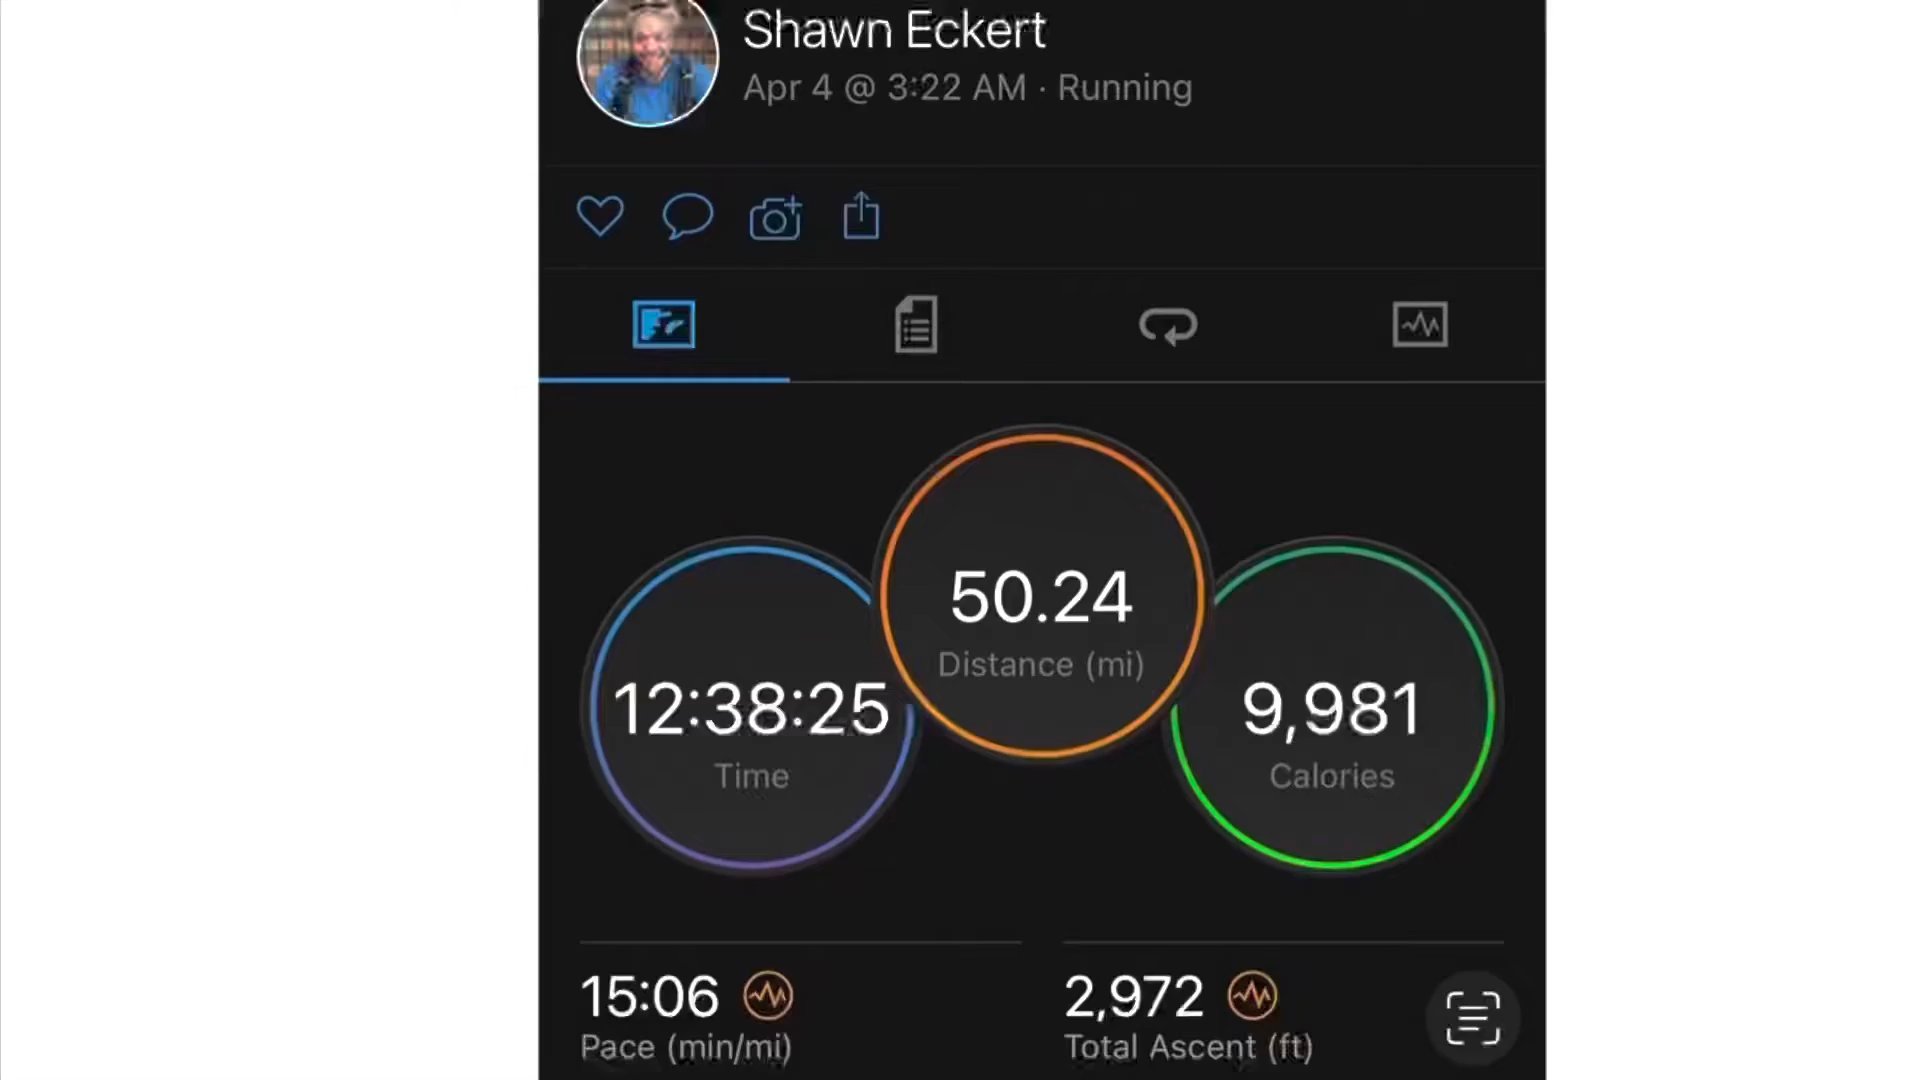 Shawn Eckert
Apr 4 @ 3:22 AM · Running
50.24
Distance (mi)
12:38:25
Time
9,981
Calories
15:06
Pace (min/mi)
2,972
Total Ascent (ft)